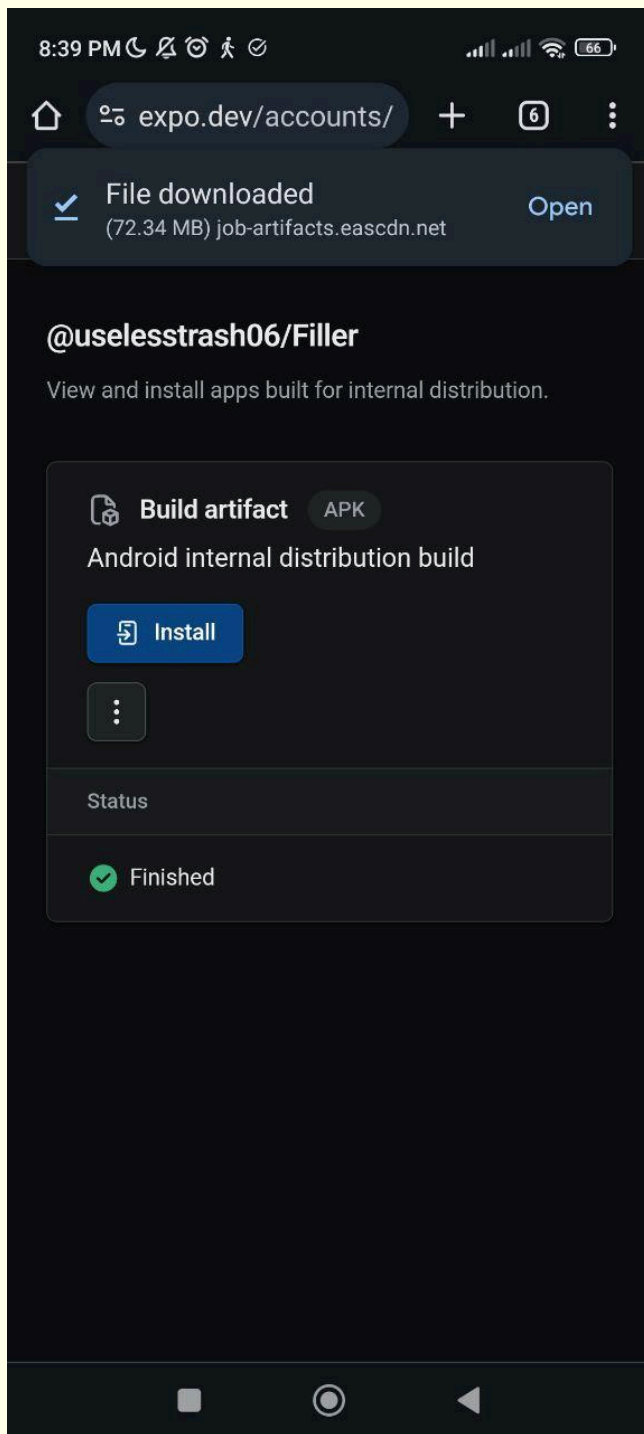 8:39 PM 66
expo.dev/accounts/ 6
File downloaded
Open
(72.34 MB) job-artifacts.eascdn.net
@uselesstrash06/Filler
View and install apps built for internal distribution.
Build artifact APK
Android internal distribution build
Install
Status
Finished